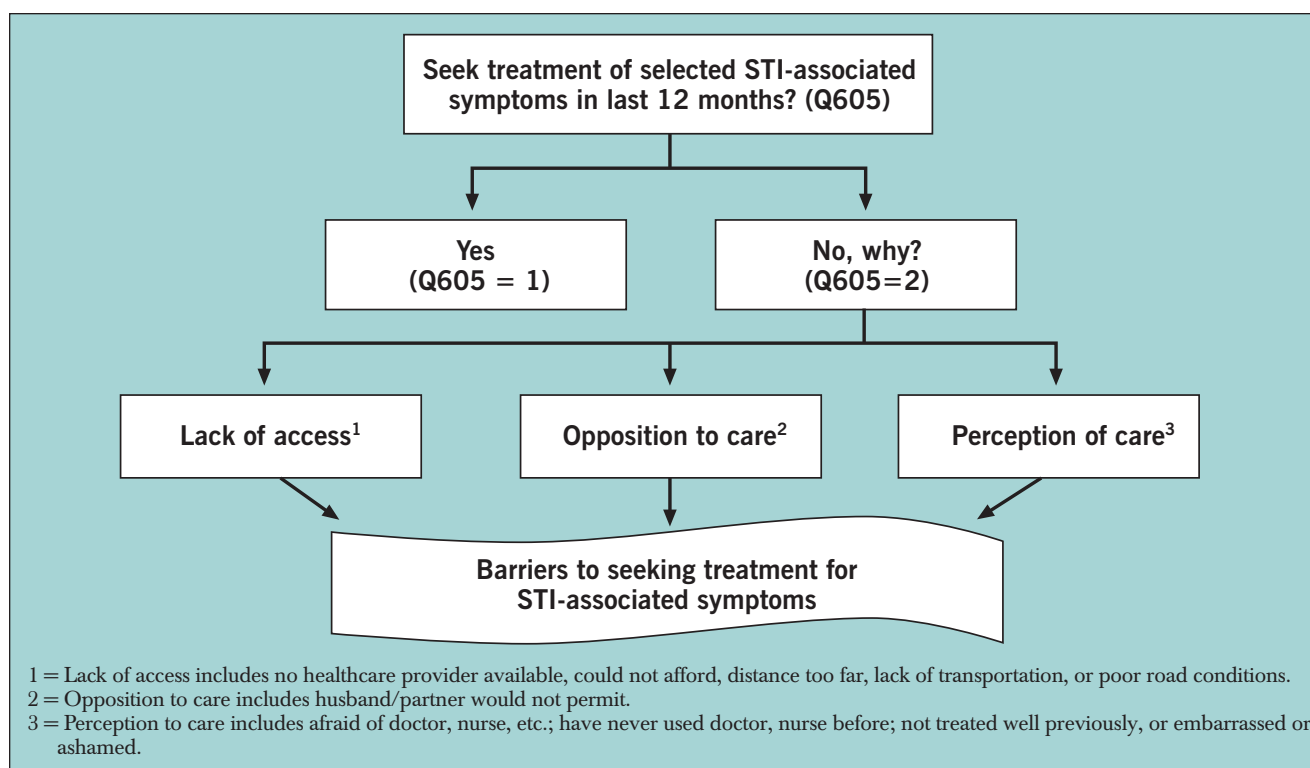 Seek treatment of selected STI-associated
symptoms in last 12 months? (Q605)
Yes
(Q605 = 1)
No, why?
(Q605=2)
Lack of access¹
Opposition to care²
Perception of care³
Barriers to seeking treatment for
STI-associated symptoms
1 = Lack of access includes no healthcare provider available, could not afford, distance too far, lack of transportation, or poor road conditions.
2 = Opposition to care includes husband/partner would not permit.
3 = Perception to care includes afraid of doctor, nurse, etc.; have never used doctor, nurse before; not treated well previously, or embarrassed or
ashamed.